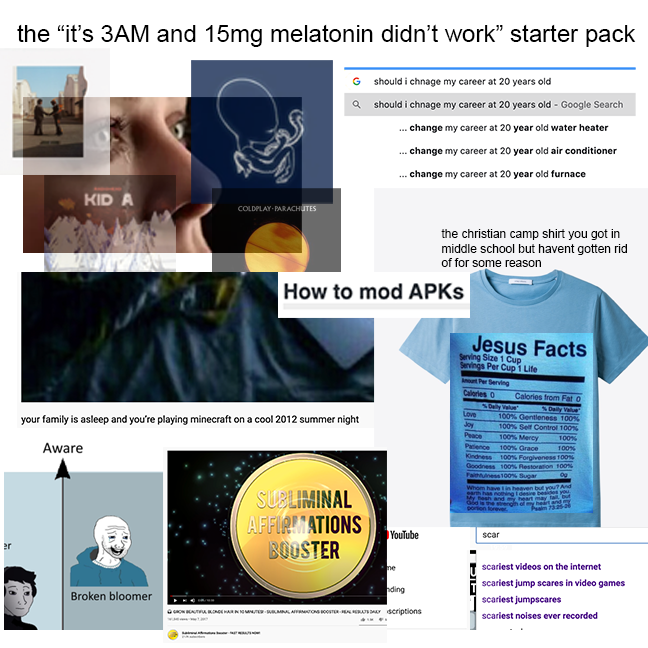 the “it’s 3AM and 15mg melatonin didn’t work” starter pack
should i chnage my career at 20 years old
should i chnage my career at 20 years old - Google Search
... change my career at 20 year old water heater
... change my career at 20 year old air conditioner
... change my career at 20 year old furnace
KID A
COLDPLAY·PARACHUTES
the christian camp shirt you got in
middle school but havent gotten rid
of for some reason
How to mod APKs
Jesus Facts
Serving Size 1 Cup
Servings Per Cup 1 Life
Amount Per Serving
Calories 0 Calories from Fat 0
% Daily Value* % Daily Value*
Love 100% Gentleness 100%
Joy 100% Self Control 100%
Peace 100% Mercy 100%
Patience 100% Grace 100%
Kindness 100% Forgiveness 100%
Goodness 100% Restoration 100%
Faithfulness 100% Sugar 0g
Whom have I in heaven but you? And
earth has nothing I desire besides you.
My flesh and my heart may fail, but
God is the strength of my heart and my
portion forever. Psalm 73:25-26
your family is asleep and you're playing minecraft on a cool 2012 summer night
Aware
er
Broken bloomer
SUBLIMINAL
AFFIRMATIONS
BOOSTER
GROW BEAUTIFUL BLONDE HAIR IN 10 MINUTES! - SUBLIMINAL AFFIRMATIONS BOOSTER - REAL RESULTS DAILY
Subliminal Affirmations Booster - FAST RESULTS NOW!
YouTube
me
nding
oscriptions
scar
scariest videos on the internet
scariest jump scares in video games
scariest jumpscares
scariest noises ever recorded